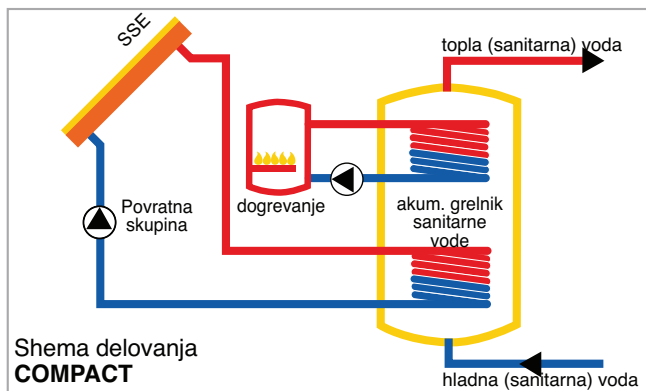 SSE
topla (sanitarna) voda
Povratna
skupina
dogrevanje
akum. grelnik
sanitarne
vode
Shema delovanja
COMPACT
hladna (sanitarna) voda